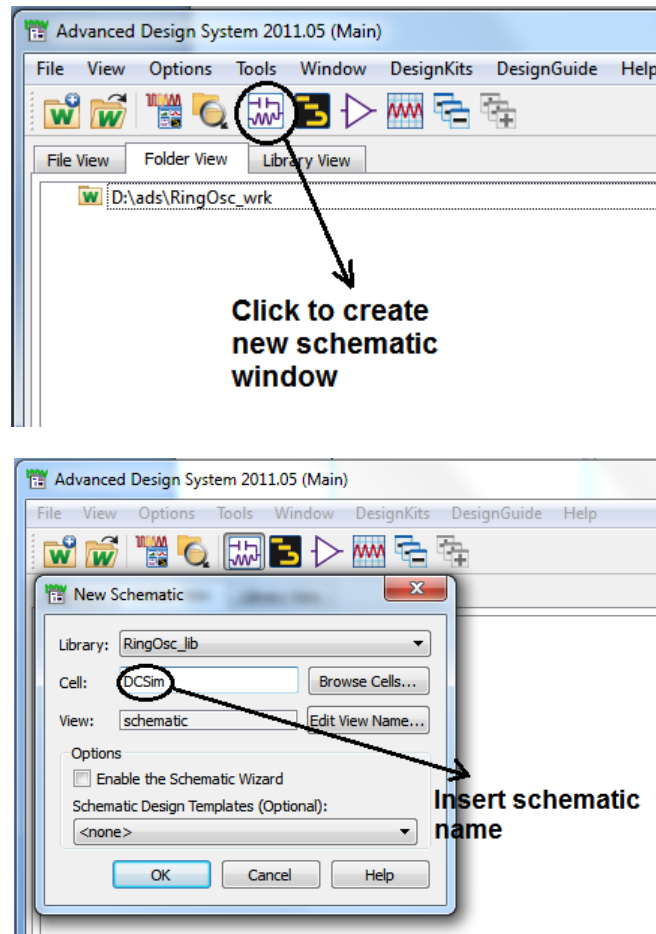 Advanced Design System 2011.05 (Main)
File View Options Tools Window DesignKits DesignGuide Help
File View Folder View Library View
D:\ads\RingOsc_wrk
Click to create
new schematic
window
Advanced Design System 2011.05 (Main)
File View Options Tools Window DesignKits DesignGuide Help
New Schematic
Library: RingOsc_lib
Cell: DCSim Browse Cells...
View: schematic Edit View Name...
Options
Enable the Schematic Wizard
Schematic Design Templates (Optional):
<none>
Insert schematic
name
OK Cancel Help